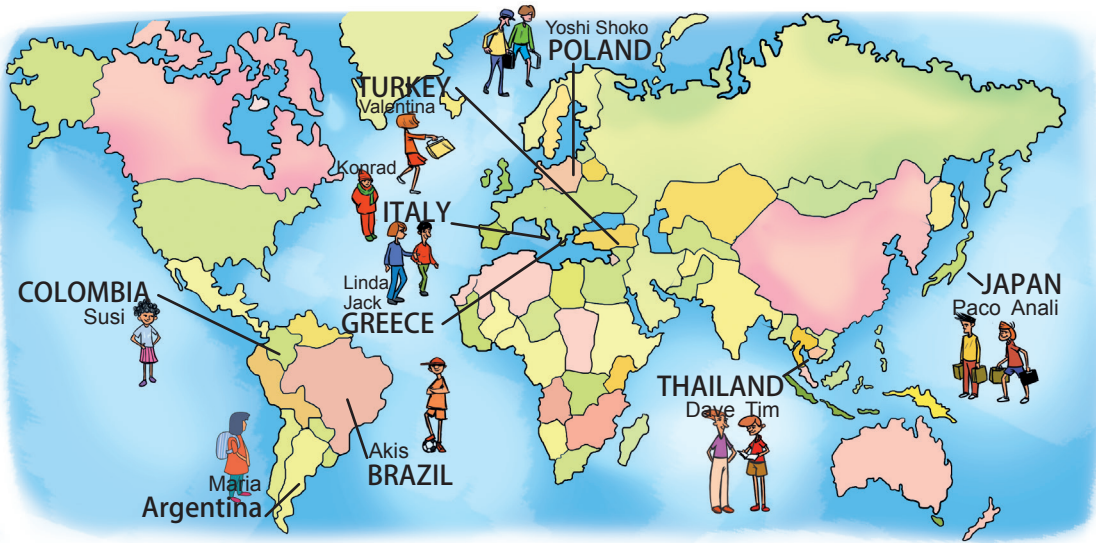 Yoshi Shoko
POLAND
TURKEY
Valentina
Konrad
ITALY
Linda
Jack
GREECE
COLOMBIA
Susi
JAPAN
Paco Anali
THAILAND
Dave Tim
Akis
BRAZIL
Maria
Argentina